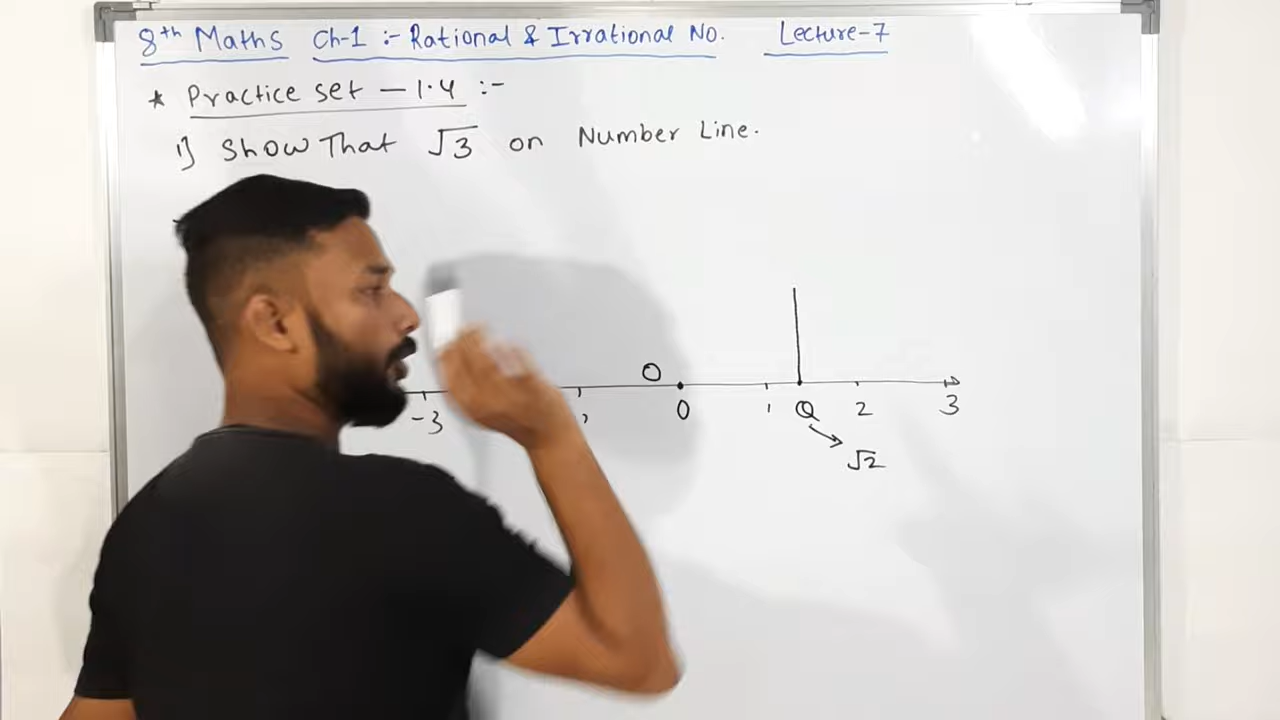 8th Maths Ch-1 :- Rational & Irrational No. Lecture-7
* Practice set — 1.4 :-
1) Show That √3 on Number Line.
O
-3 0 1 Q 2 3
√2